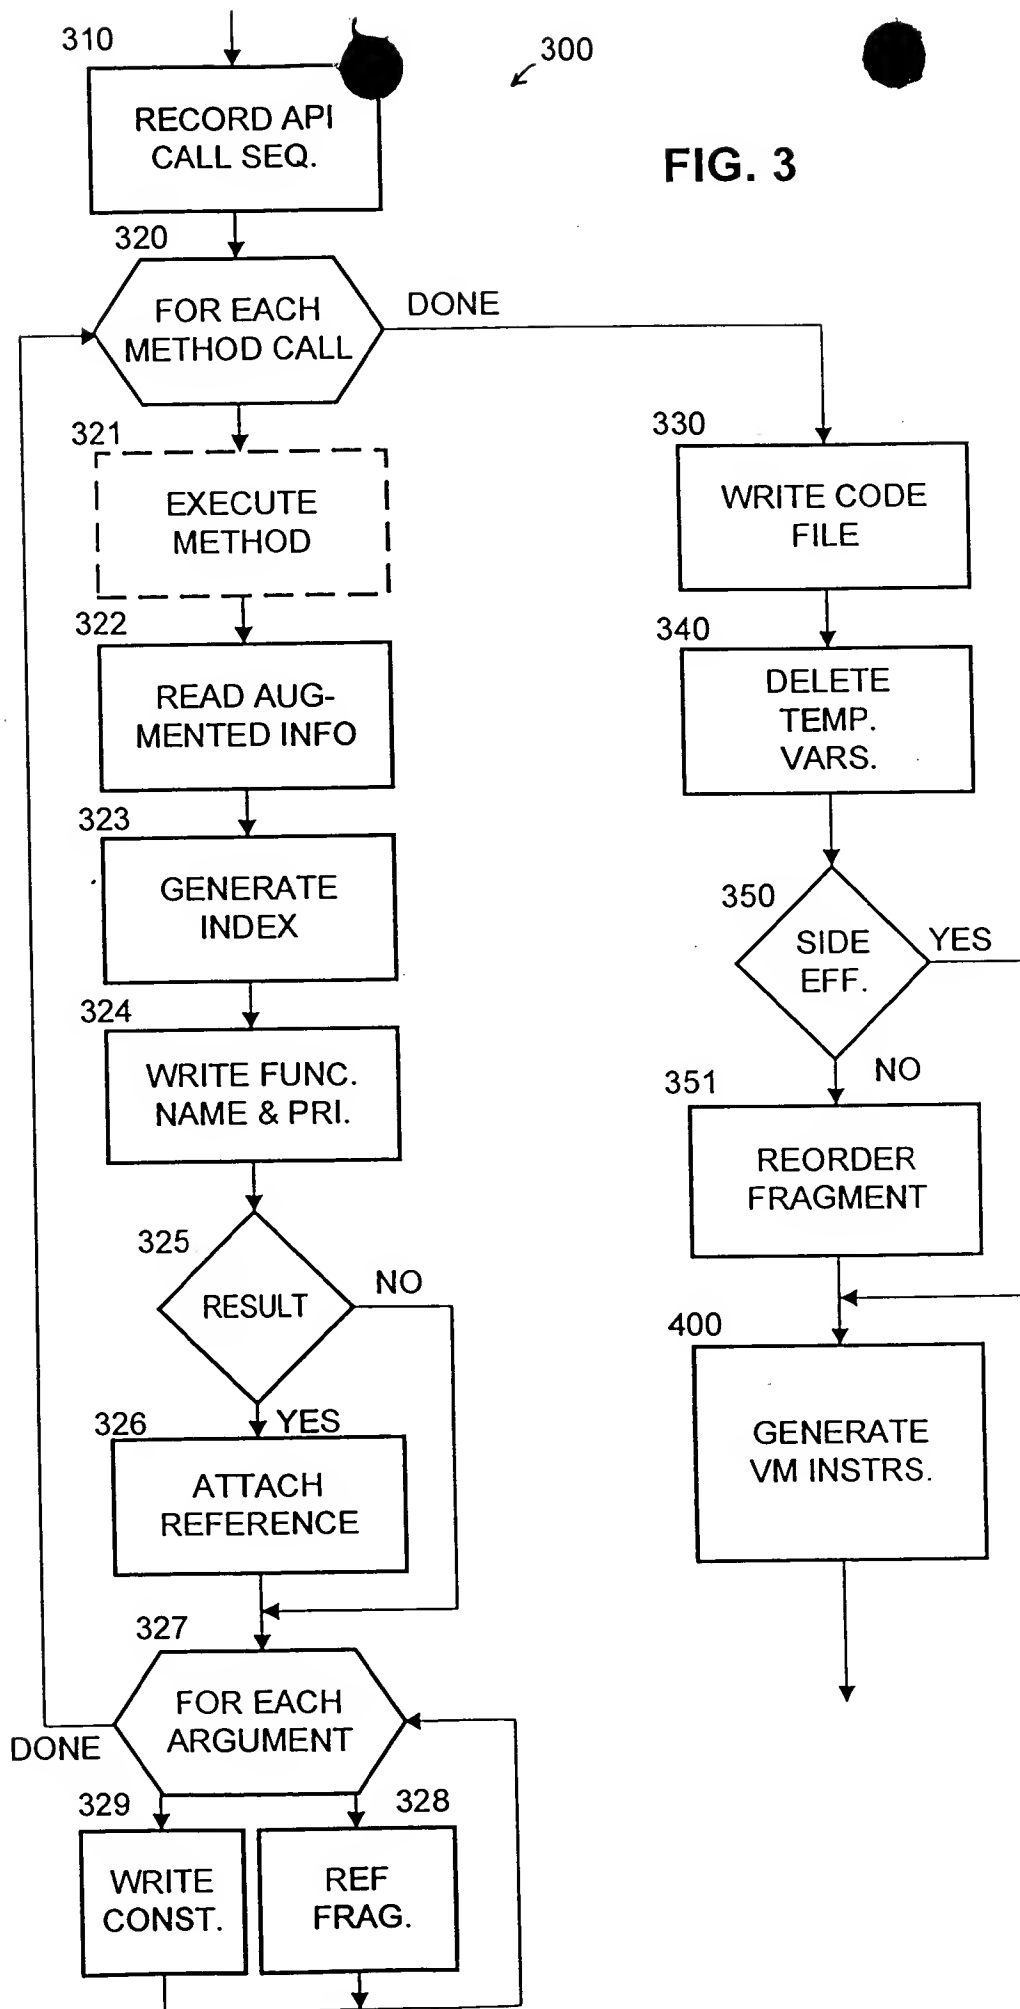 310
300
RECORD API
CALL SEQ.
FIG. 3
320
FOR EACH
METHOD CALL
DONE
321
EXECUTE
METHOD
322
READ AUG-
MENTED INFO
323
GENERATE
INDEX
324
WRITE FUNC.
NAME & PRI.
325
RESULT
NO
YES
326
ATTACH
REFERENCE
327
FOR EACH
ARGUMENT
DONE
329
WRITE
CONST.
328
REF
FRAG.
330
WRITE CODE
FILE
340
DELETE
TEMP.
VARS.
350
SIDE
EFF.
YES
NO
351
REORDER
FRAGMENT
400
GENERATE
VM INSTRS.